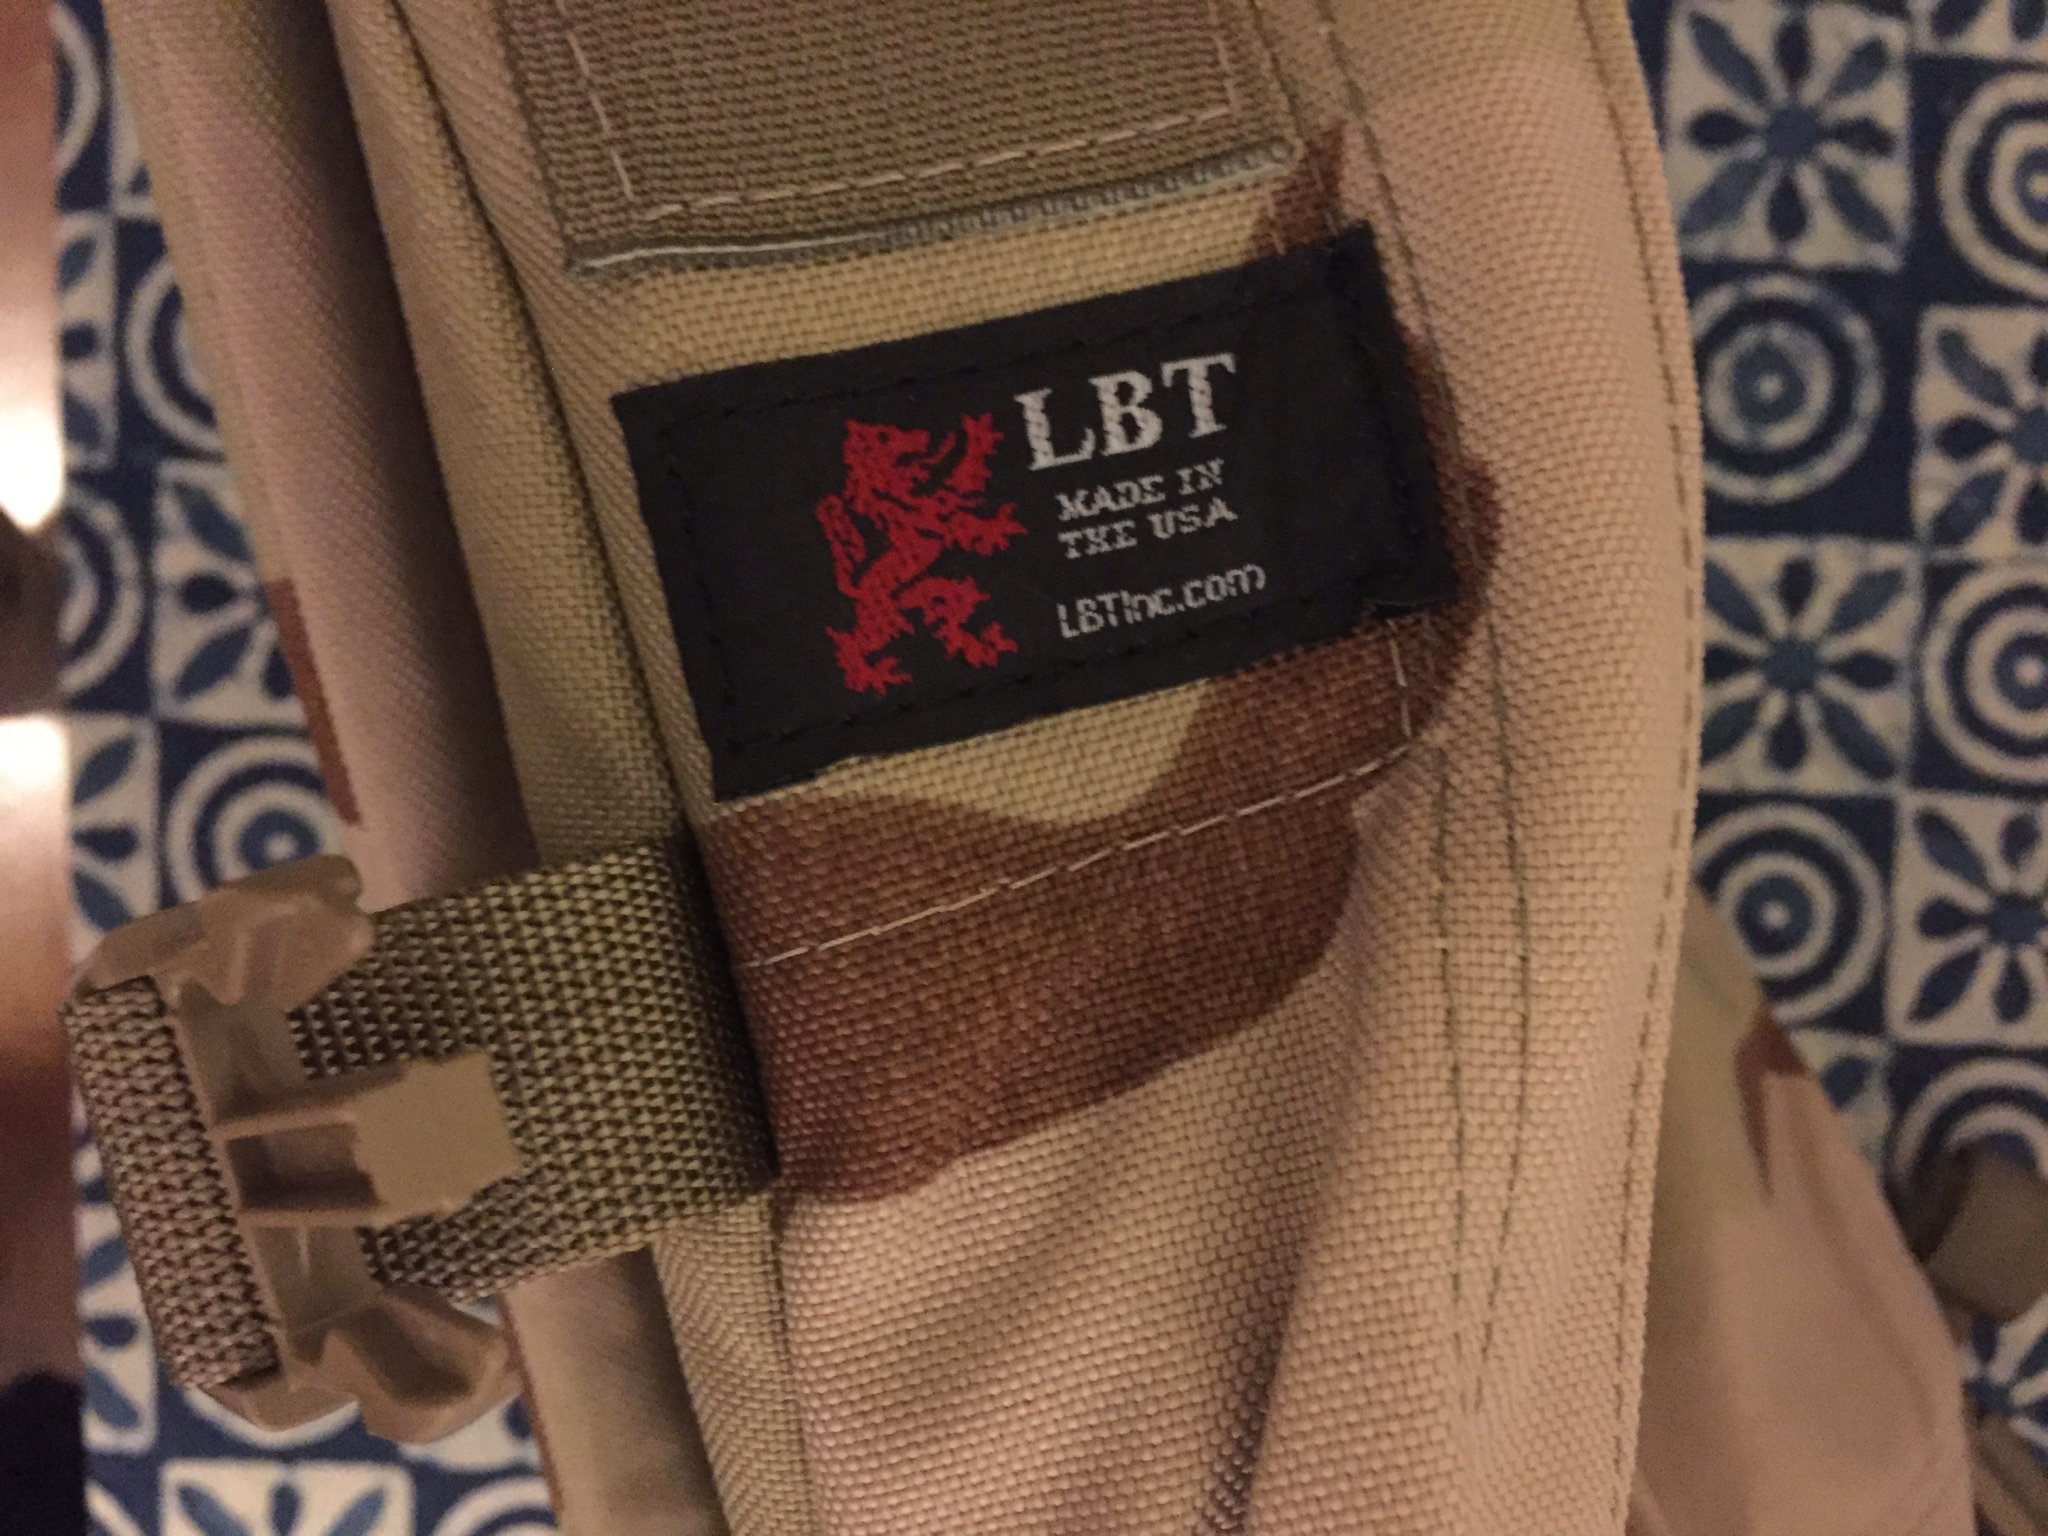 LBT
MADE IN
THE USA
LBTInc.com